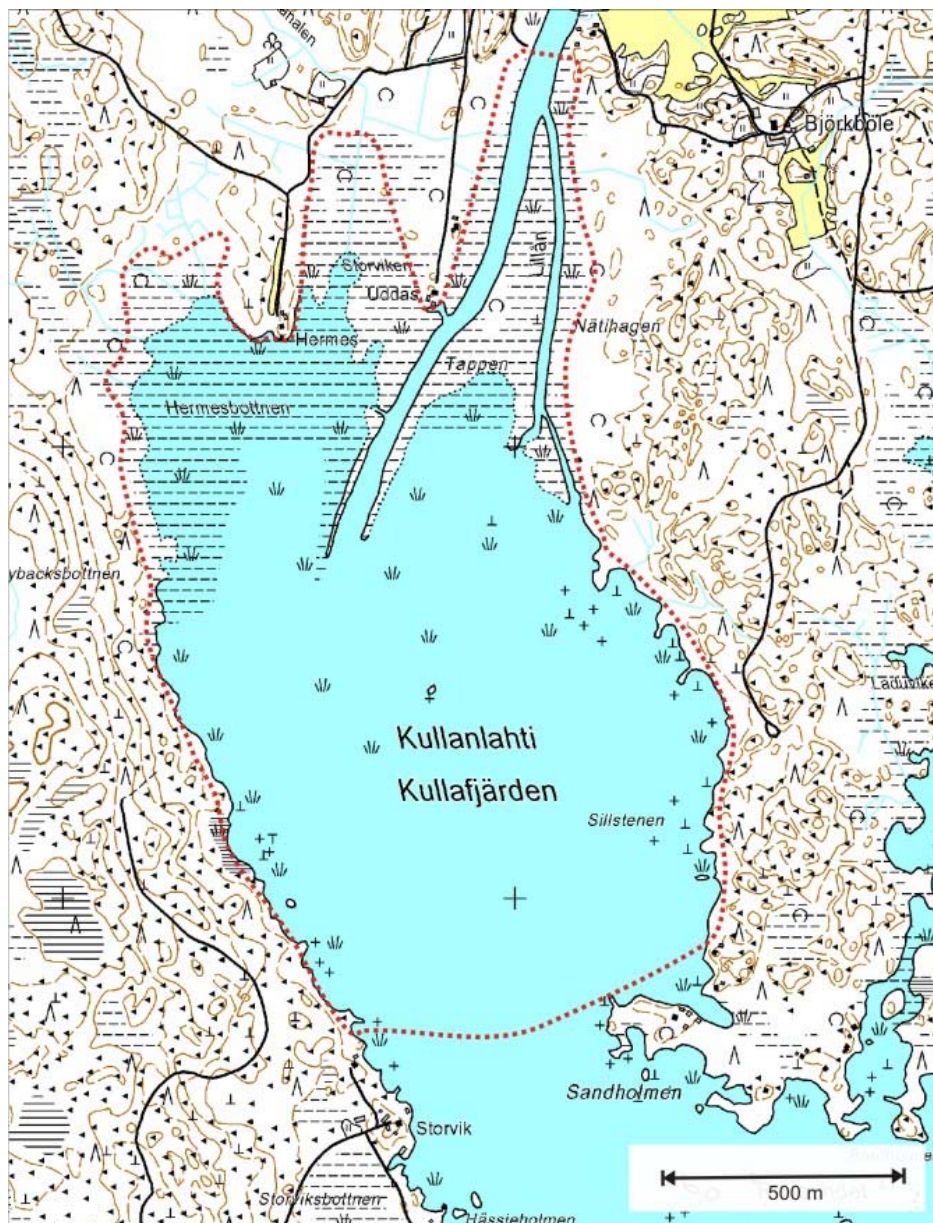 Björkböle
Storviken
Uddas
Lillån
Nätihagen
Hermes
Tappen
Hermesbottnen
ybacksbottnen
Kullanlahti
Kullafjärden
Sillstenen
Sandholmen
Storvik
500 m
Storviksbottnen
Hässjeholmen